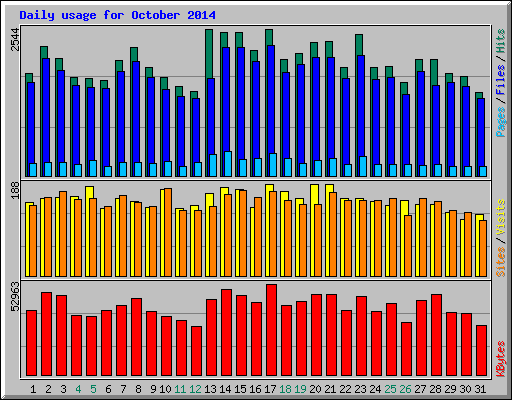 Daily usage for October 2014
2544
Pages / Files / Hits
188
Sites / Visits
52963
KBytes
1 2 3 4 5 6 7 8 9 10 11 12 13 14 15 16 17 18 19 20 21 22 23 24 25 26 27 28 29 30 31